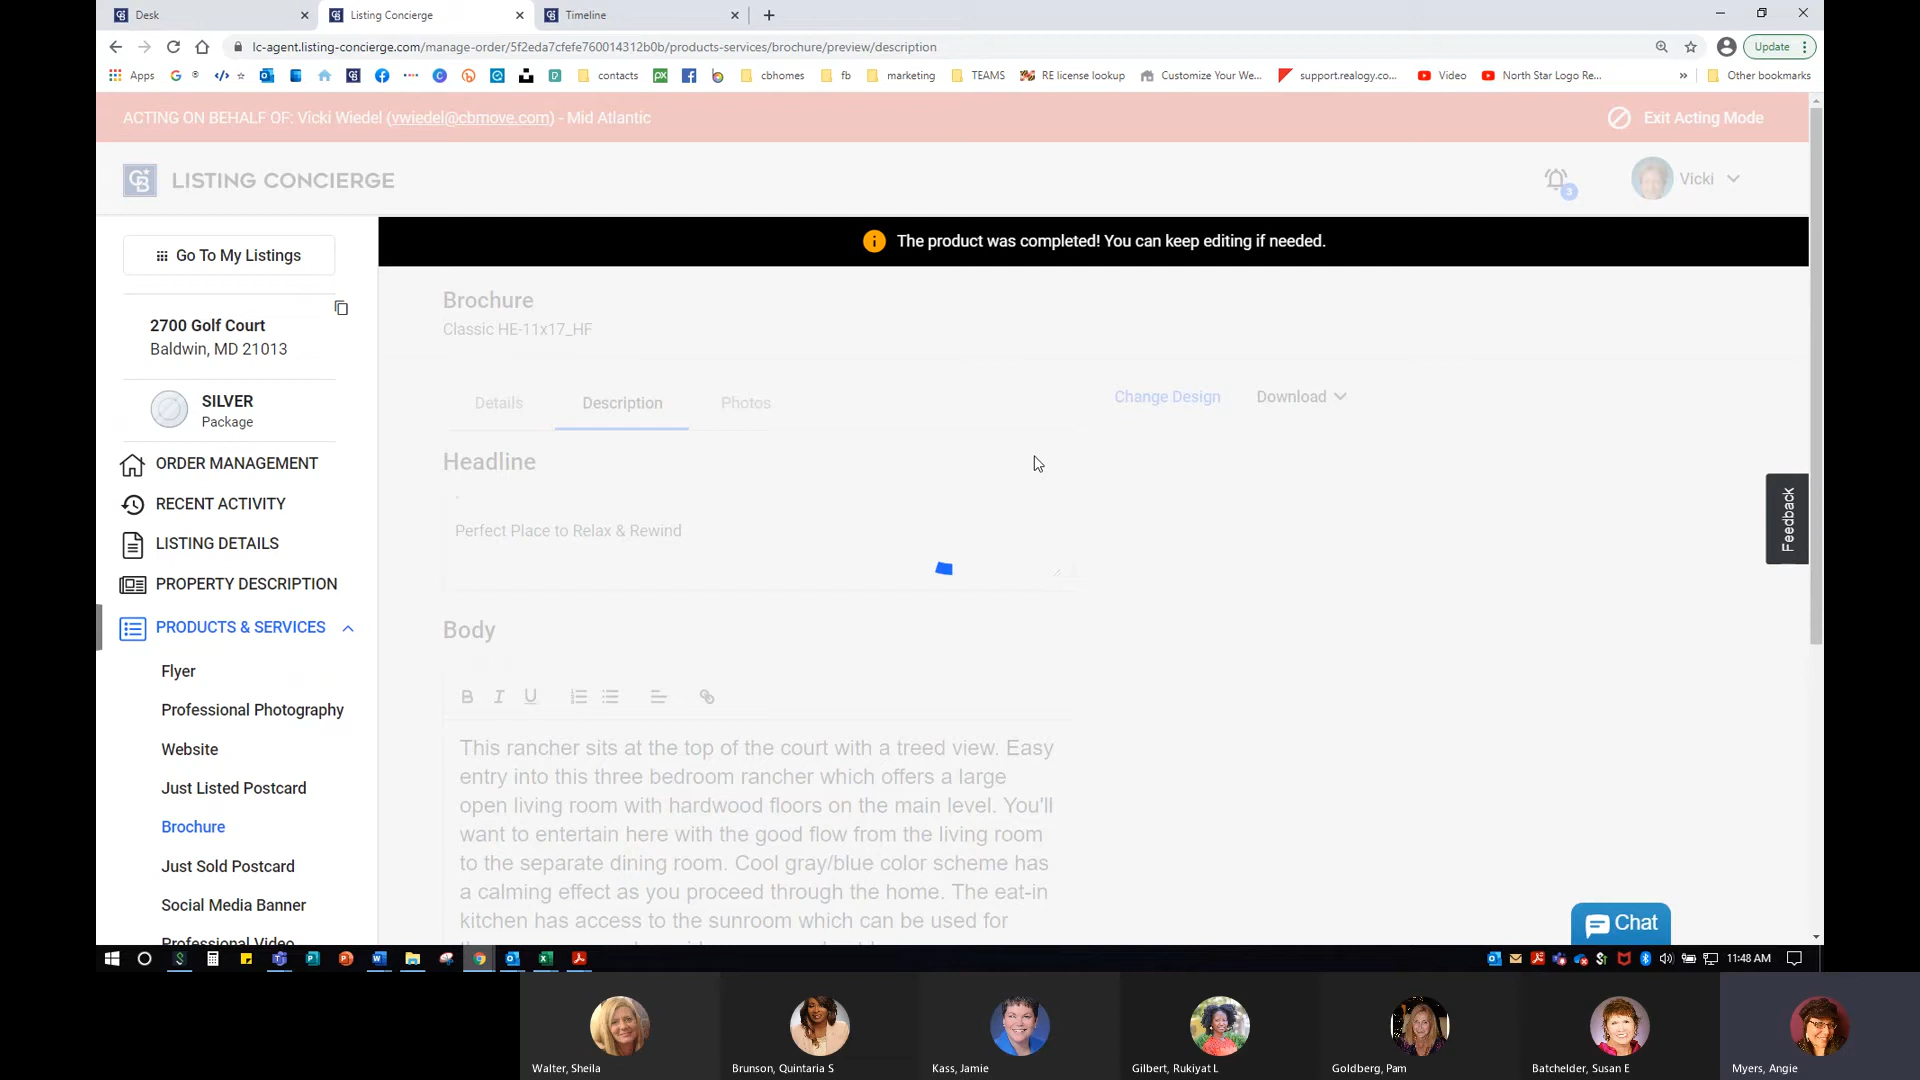 Desk
Listing Concierge
Timeline
lc-agent.listing-concierge.com/manage-order/5f2eda7cfefe760014312b0b/products-services/brochure/preview/description
Update
Apps
contacts
cbhomes
fb
marketing
TEAMS
RE license lookup
Customize Your We...
support.realogy.co...
Video
North Star Logo Re...
»
Other bookmarks
ACTING ON BEHALF OF: Vicki Wiedel (vwiedel@cbmove.com) - Mid Atlantic
Exit Acting Mode
LISTING CONCIERGE
3
Vicki
Go To My Listings
The product was completed! You can keep editing if needed.
2700 Golf Court
Baldwin, MD 21013
SILVER
Package
ORDER MANAGEMENT
RECENT ACTIVITY
LISTING DETAILS
PROPERTY DESCRIPTION
PRODUCTS & SERVICES
Flyer
Professional Photography
Website
Just Listed Postcard
Brochure
Just Sold Postcard
Social Media Banner
Professional Video
Brochure
Classic HE-11x17_HF
Details
Description
Photos
Change Design
Download
Headline
Perfect Place to Relax & Rewind
Body
B I U
This rancher sits at the top of the court with a treed view. Easy
entry into this three bedroom rancher which offers a large
open living room with hardwood floors on the main level. You'll
want to entertain here with the good flow from the living room
to the separate dining room. Cool gray/blue color scheme has
a calming effect as you proceed through the home. The eat-in
kitchen has access to the sunroom which can be used for
Feedback
Chat
11:48 AM
Walter, Sheila
Brunson, Quintaria S
Kass, Jamie
Gilbert, Rukiyat L
Goldberg, Pam
Batchelder, Susan E
Myers, Angie